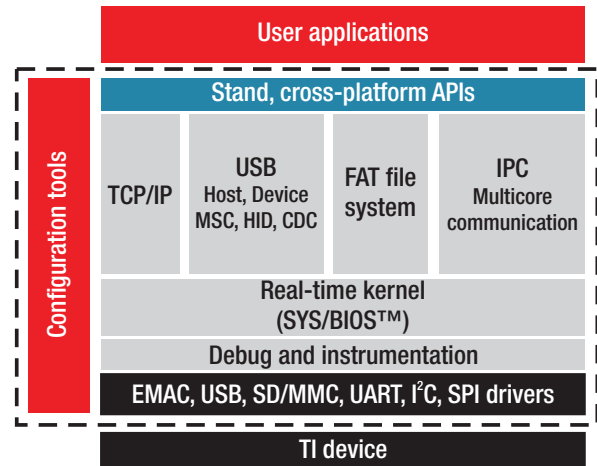 User applications
Configuration tools
Stand, cross-platform APIs
TCP/IP
USB
Host, Device
MSC, HID, CDC
FAT file
system
IPC
Multicore
communication
Real-time kernel
(SYS/BIOS™)
Debug and instrumentation
EMAC, USB, SD/MMC, UART, I²C, SPI drivers
TI device